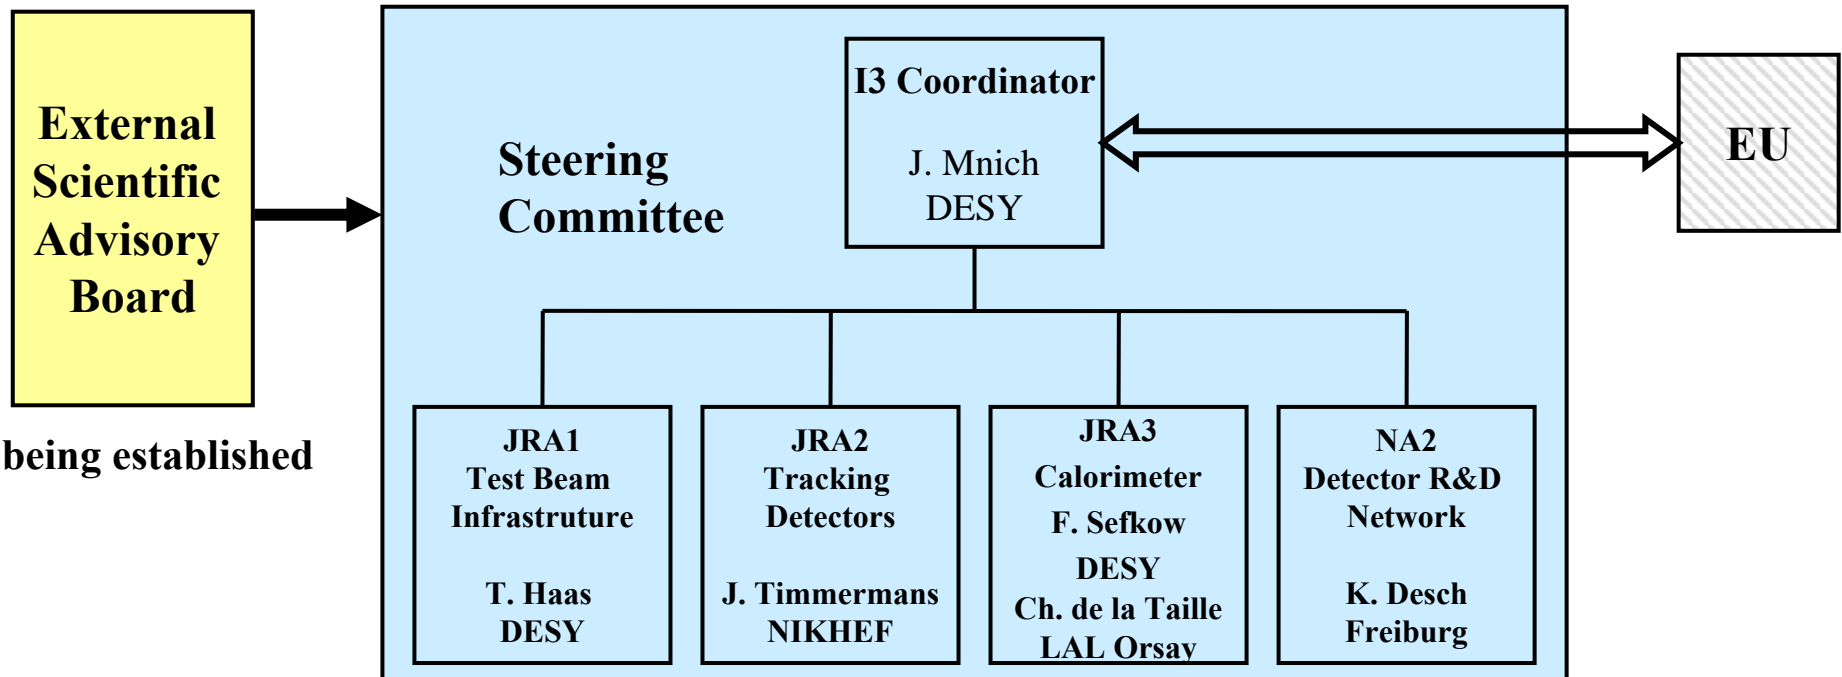 External
Scientific
Advisory
Board
being established
Steering
Committee
I3 Coordinator
J. Mnich
DESY
EU
JRA1
Test Beam
Infrastruture
T. Haas
DESY
JRA2
Tracking
Detectors
J. Timmermans
NIKHEF
JRA3
Calorimeter
F. Sefkow
DESY
Ch. de la Taille
LAL Orsay
NA2
Detector R&D
Network
K. Desch
Freiburg